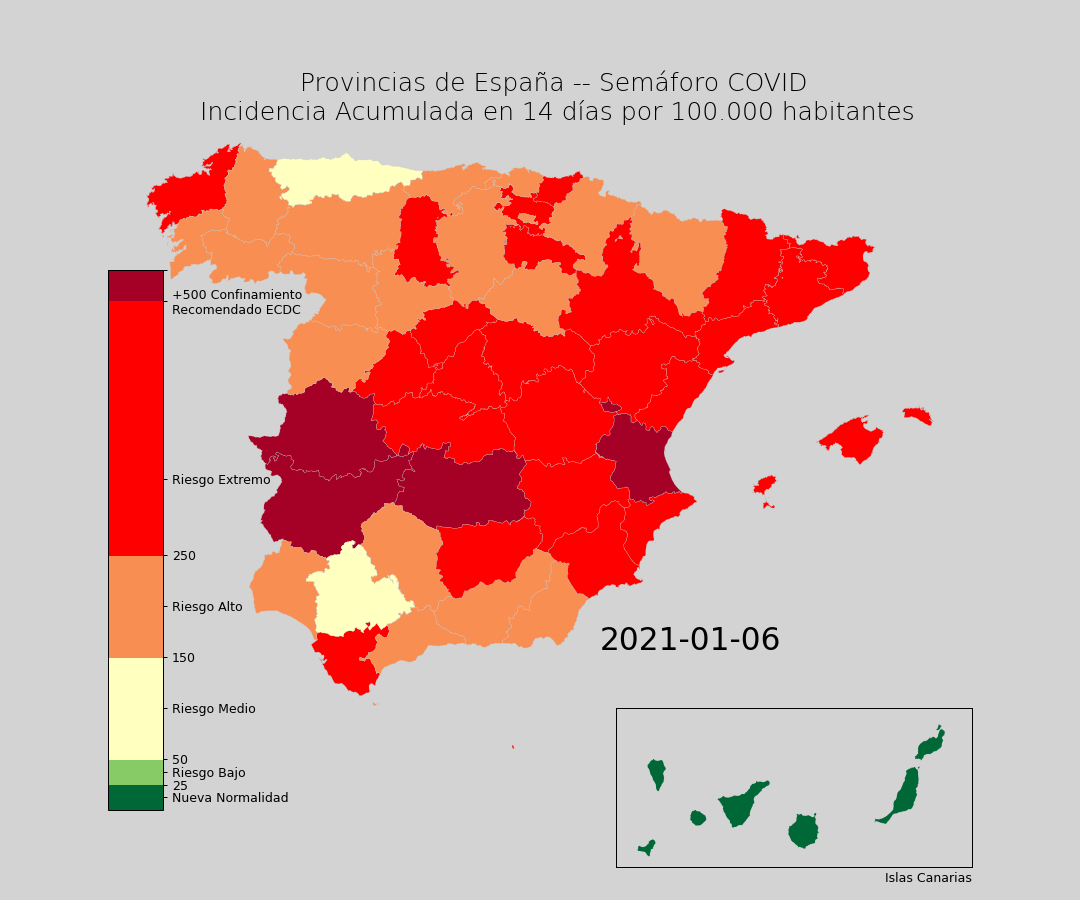 Provincias de España -- Semáforo COVID
Incidencia Acumulada en 14 días por 100.000 habitantes
+500 Confinamiento
Recomendado ECDC
Riesgo Extremo
250
Riesgo Alto
150
Riesgo Medio
50
Riesgo Bajo
25
Nueva Normalidad
2021-01-06
Islas Canarias